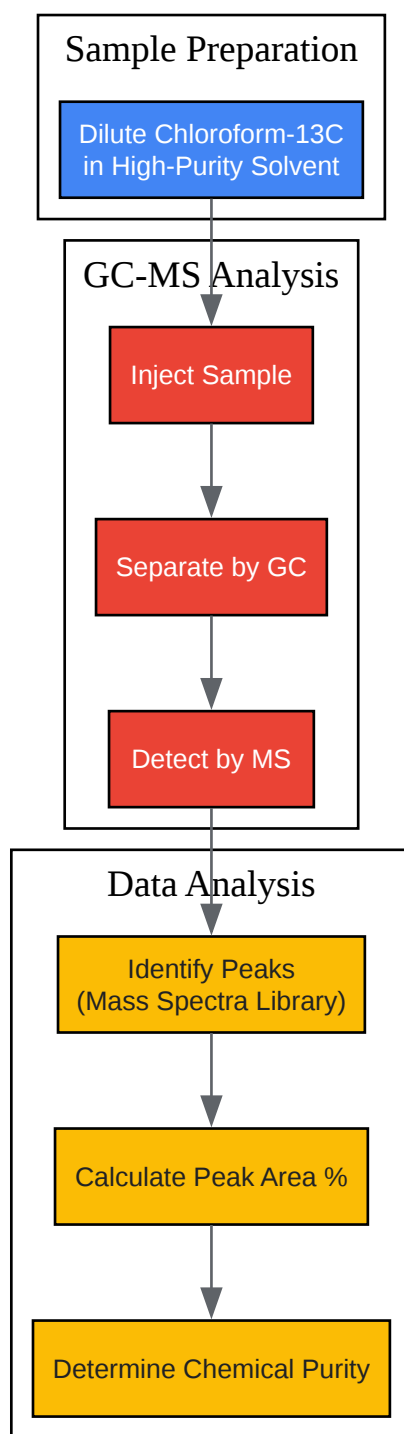 Sample Preparation
Dilute Chloroform-13C
in High-Purity Solvent
GC-MS Analysis
Inject Sample
Separate by GC
Detect by MS
Data Analysis
Identify Peaks
(Mass Spectra Library)
Calculate Peak Area %
Determine Chemical Purity